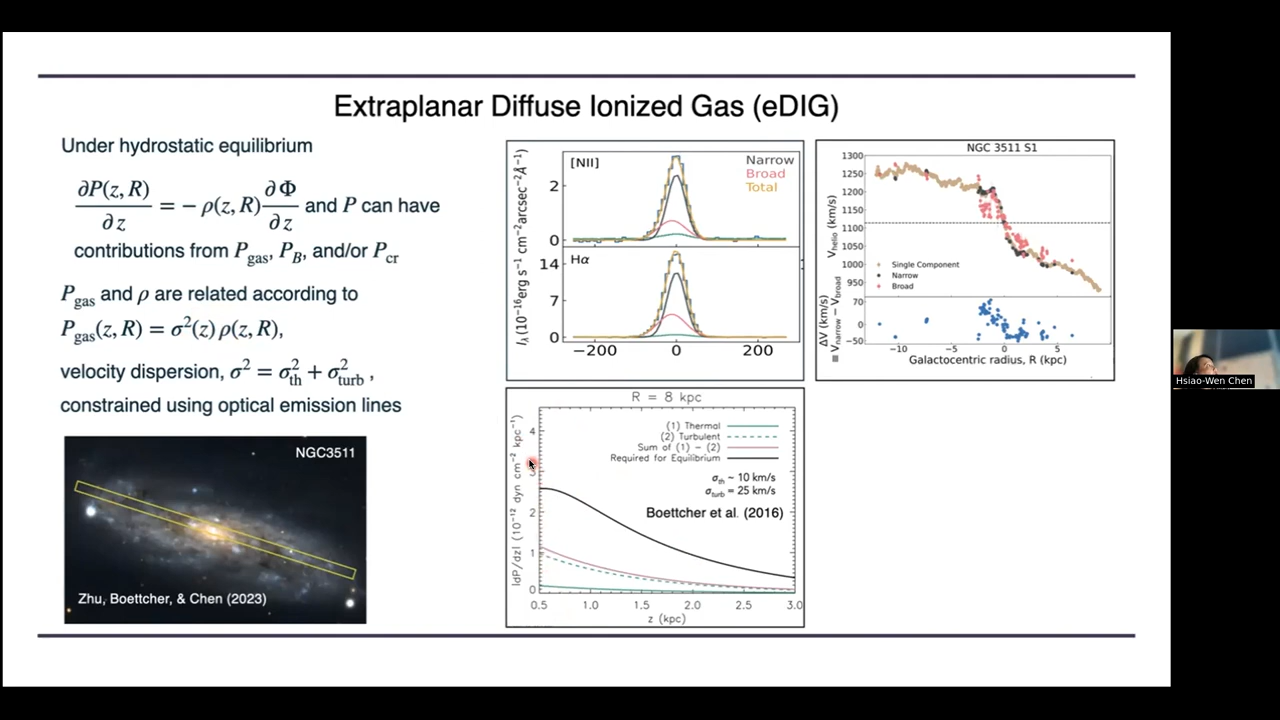 Extraplanar Diffuse Ionized Gas (eDIG)
Under hydrostatic equilibrium
∂P(z, R)/∂z = − ρ(z, R) ∂Φ/∂z and P can have
contributions from P_gas, P_B, and/or P_cr
P_gas and ρ are related according to
P_gas(z, R) = σ²(z) ρ(z, R),
velocity dispersion, σ² = σ²_th + σ²_turb ,
constrained using optical emission lines
NGC3511
Zhu, Boettcher, & Chen (2023)
[NII]
Narrow
Broad
Total
2
0
Hα
14
7
0
I_λ (10⁻¹⁶erg s⁻¹ cm⁻²arcsec⁻²Å⁻¹)
−200 0 200
NGC 3511 S1
1300
1250
1200
1150
1100
1050
1000
950
V_helio (km/s)
Single Component
Narrow
Broad
70
0
−50
ΔV (km/s)
≡ V_narrow − V_broad
−10 −5 0 5 10
Galactocentric radius, R (kpc)
R = 8 kpc
(1) Thermal
(2) Turbulent
Sum of (1) – (2)
Required for Equilibrium
σ_th ~ 10 km/s
σ_turb = 25 km/s
Boettcher et al. (2016)
|dP/dz| (10⁻¹² dyn cm⁻² kpc⁻¹)
4
3
2
1
0
0.5 1.0 1.5 2.0 2.5 3.0
z (kpc)
Hsiao-Wen Chen